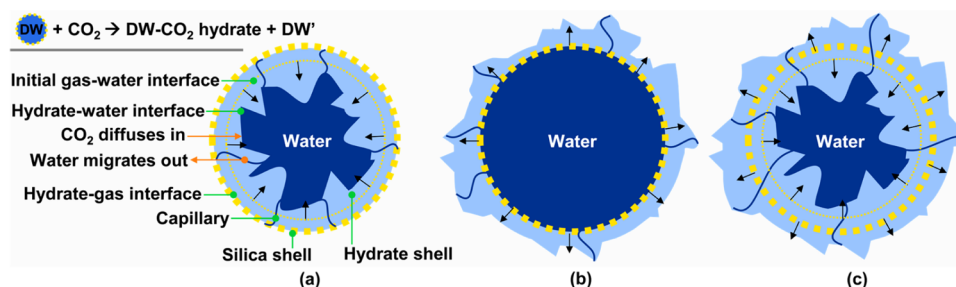 DW + CO₂ → DW-CO₂ hydrate + DW’
Initial gas-water interface
Hydrate-water interface
CO₂ diffuses in
Water migrates out
Hydrate-gas interface
Capillary
Silica shell
Hydrate shell
Water
Water
Water
(a)
(b)
(c)